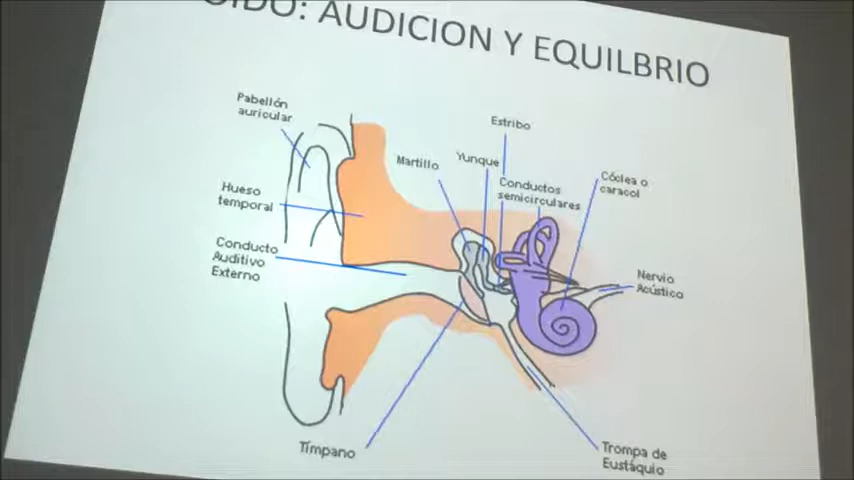 OÍDO: AUDICION Y EQUILBRIO
Pabellón
auricular
Estribo
Martillo
Yunque
Conductos
semicirculares
Cóclea o
caracol
Hueso
temporal
Conducto
Auditivo
Externo
Nervio
Acústico
Tímpano
Trompa de
Eustáquio